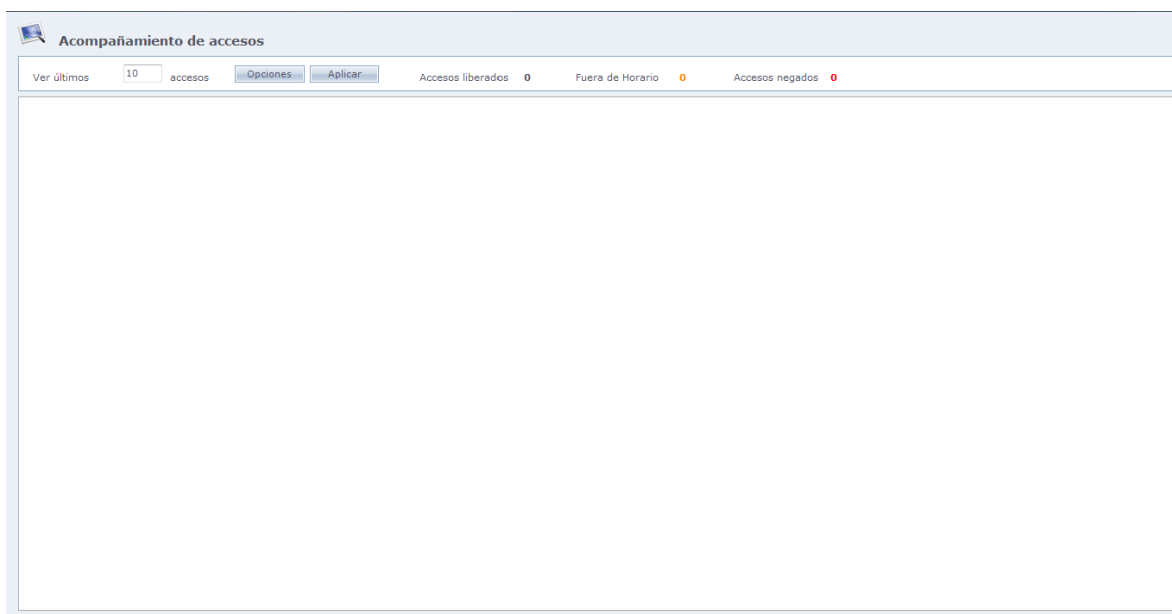 Acompañamiento de accesos
Ver últimos 10 accesos Opciones Aplicar Accesos liberados 0 Fuera de Horario 0 Accesos negados 0